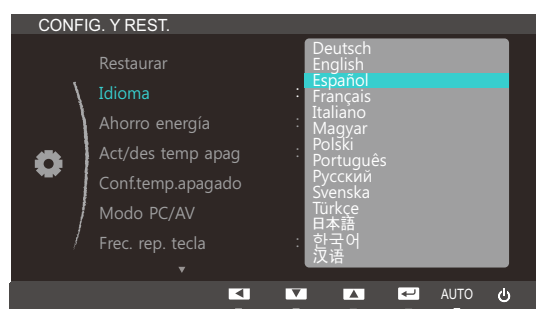 CONFIG. Y REST.
Restaurar
Idioma :
Ahorro energía :
Act/des temp apag :
Conf.temp.apagado
Modo PC/AV
Frec. rep. tecla :
Deutsch
English
Español
Français
Italiano
Magyar
Polski
Português
Русский
Svenska
Türkçe
日本語
한국어
汉语
AUTO